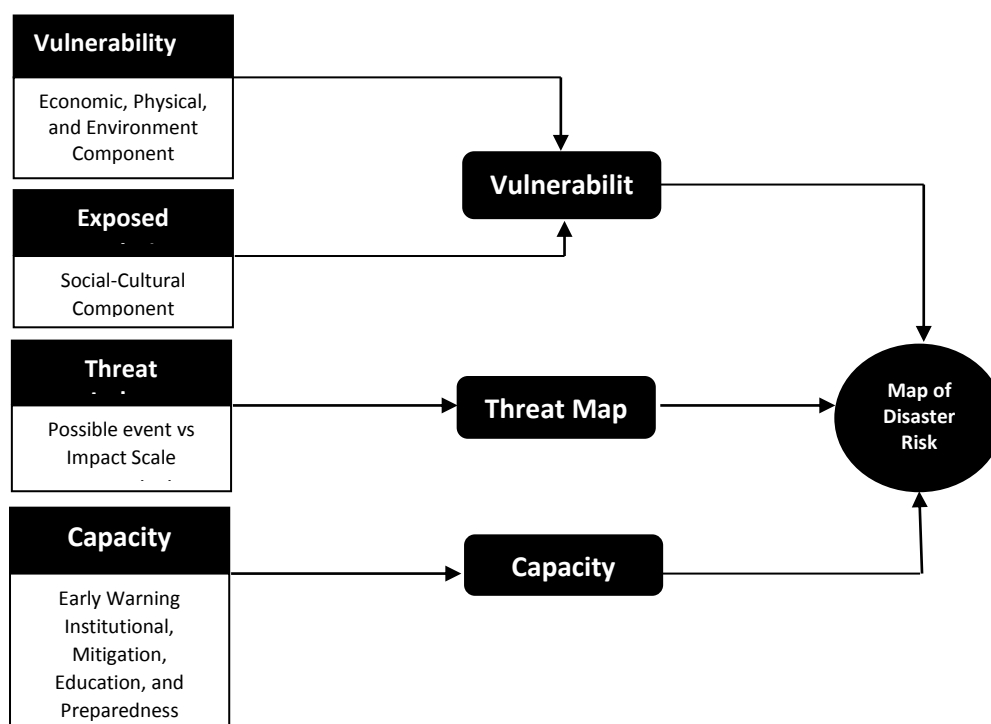 Vulnerability
Economic, Physical,
and Environment
Component
Exposed
Social-Cultural
Component
Threat
Possible event vs
Impact Scale
Capacity
Early Warning
Institutional,
Mitigation,
Education, and
Preparedness
Vulnerabilit
Threat Map
Capacity
Map of
Disaster
Risk